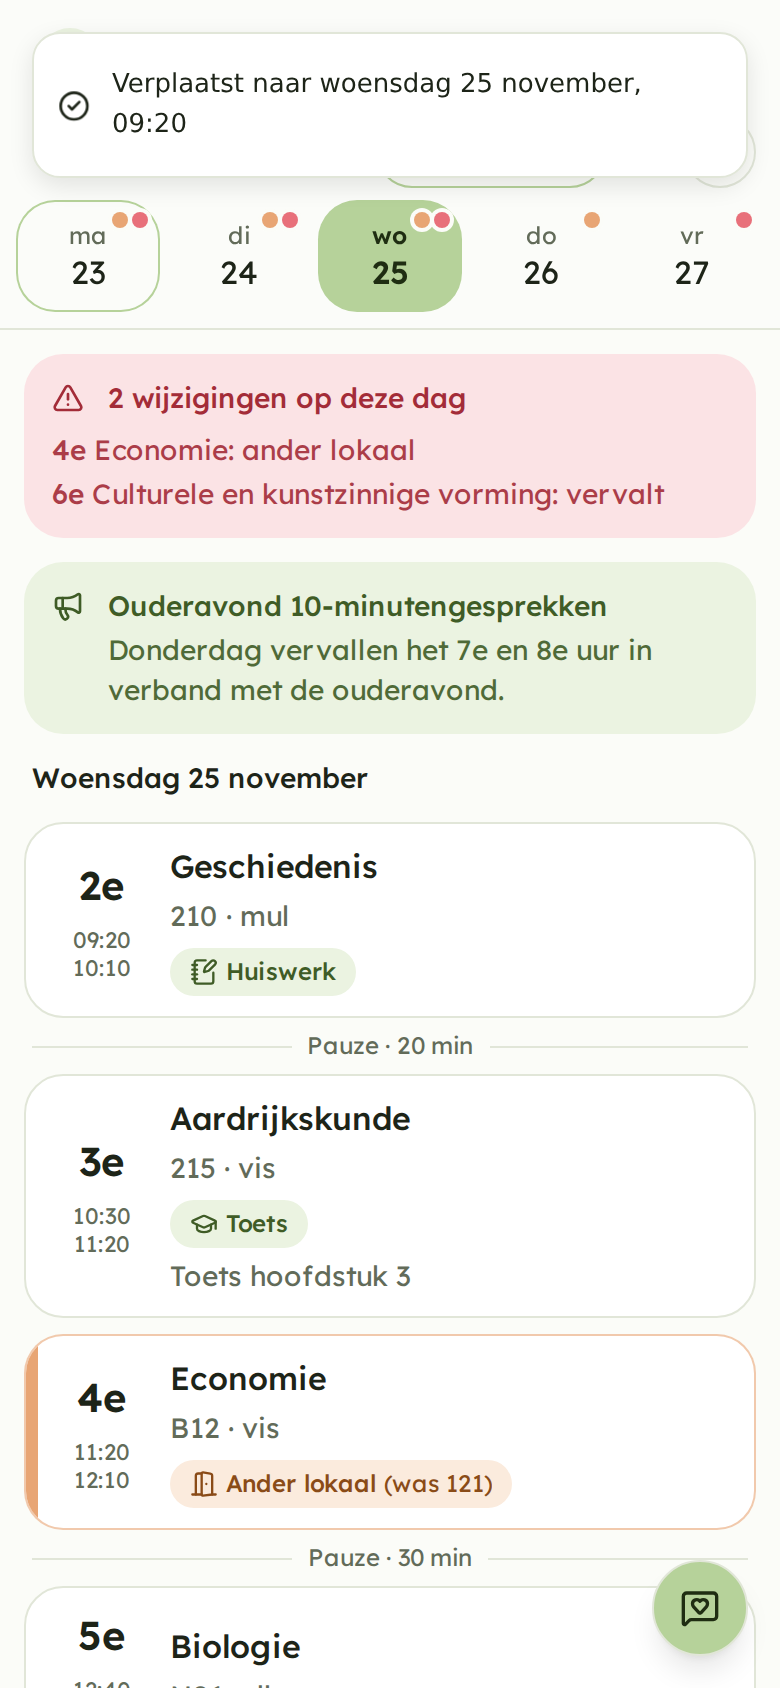 Verplaatst naar woensdag 25 november,
09:20
ma
23
di
24
wo
25
do
26
vr
27
2 wijzigingen op deze dag
4e Economie: ander lokaal
6e Culturele en kunstzinnige vorming: vervalt
Ouderavond 10-minutengesprekken
Donderdag vervallen het 7e en 8e uur in
verband met de ouderavond.
Woensdag 25 november
2e
09:20
10:10
Geschiedenis
210 · mul
Huiswerk
Pauze · 20 min
3e
10:30
11:20
Aardrijkskunde
215 · vis
Toets
Toets hoofdstuk 3
4e
11:20
12:10
Economie
B12 · vis
Ander lokaal (was 121)
Pauze · 30 min
5e
Biologie